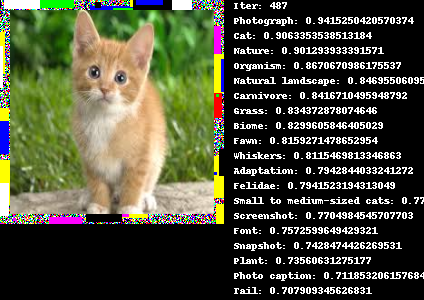 Iter: 487
Photograph: 0.9415250420570374
Cat: 0.9063353538513184
Nature: 0.901293933391571
Organism: 0.8670670986175537
Natural landscape: 0.84695506095
Carnivore: 0.8416710495948792
Grass: 0.834372878074646
Biome: 0.8299605846405029
Fawn: 0.8159271478652954
Whiskers: 0.8115469813346863
Adaptation: 0.7942844033241272
Felidae: 0.7941523194313049
Small to medium-sized cats: 0.77
Screenshot: 0.7704984545707703
Font: 0.7572599649429321
Snapshot: 0.7428474426269531
Plant: 0.73560631275177
Photo caption: 0.711853206157684
Tail: 0.707909345626831